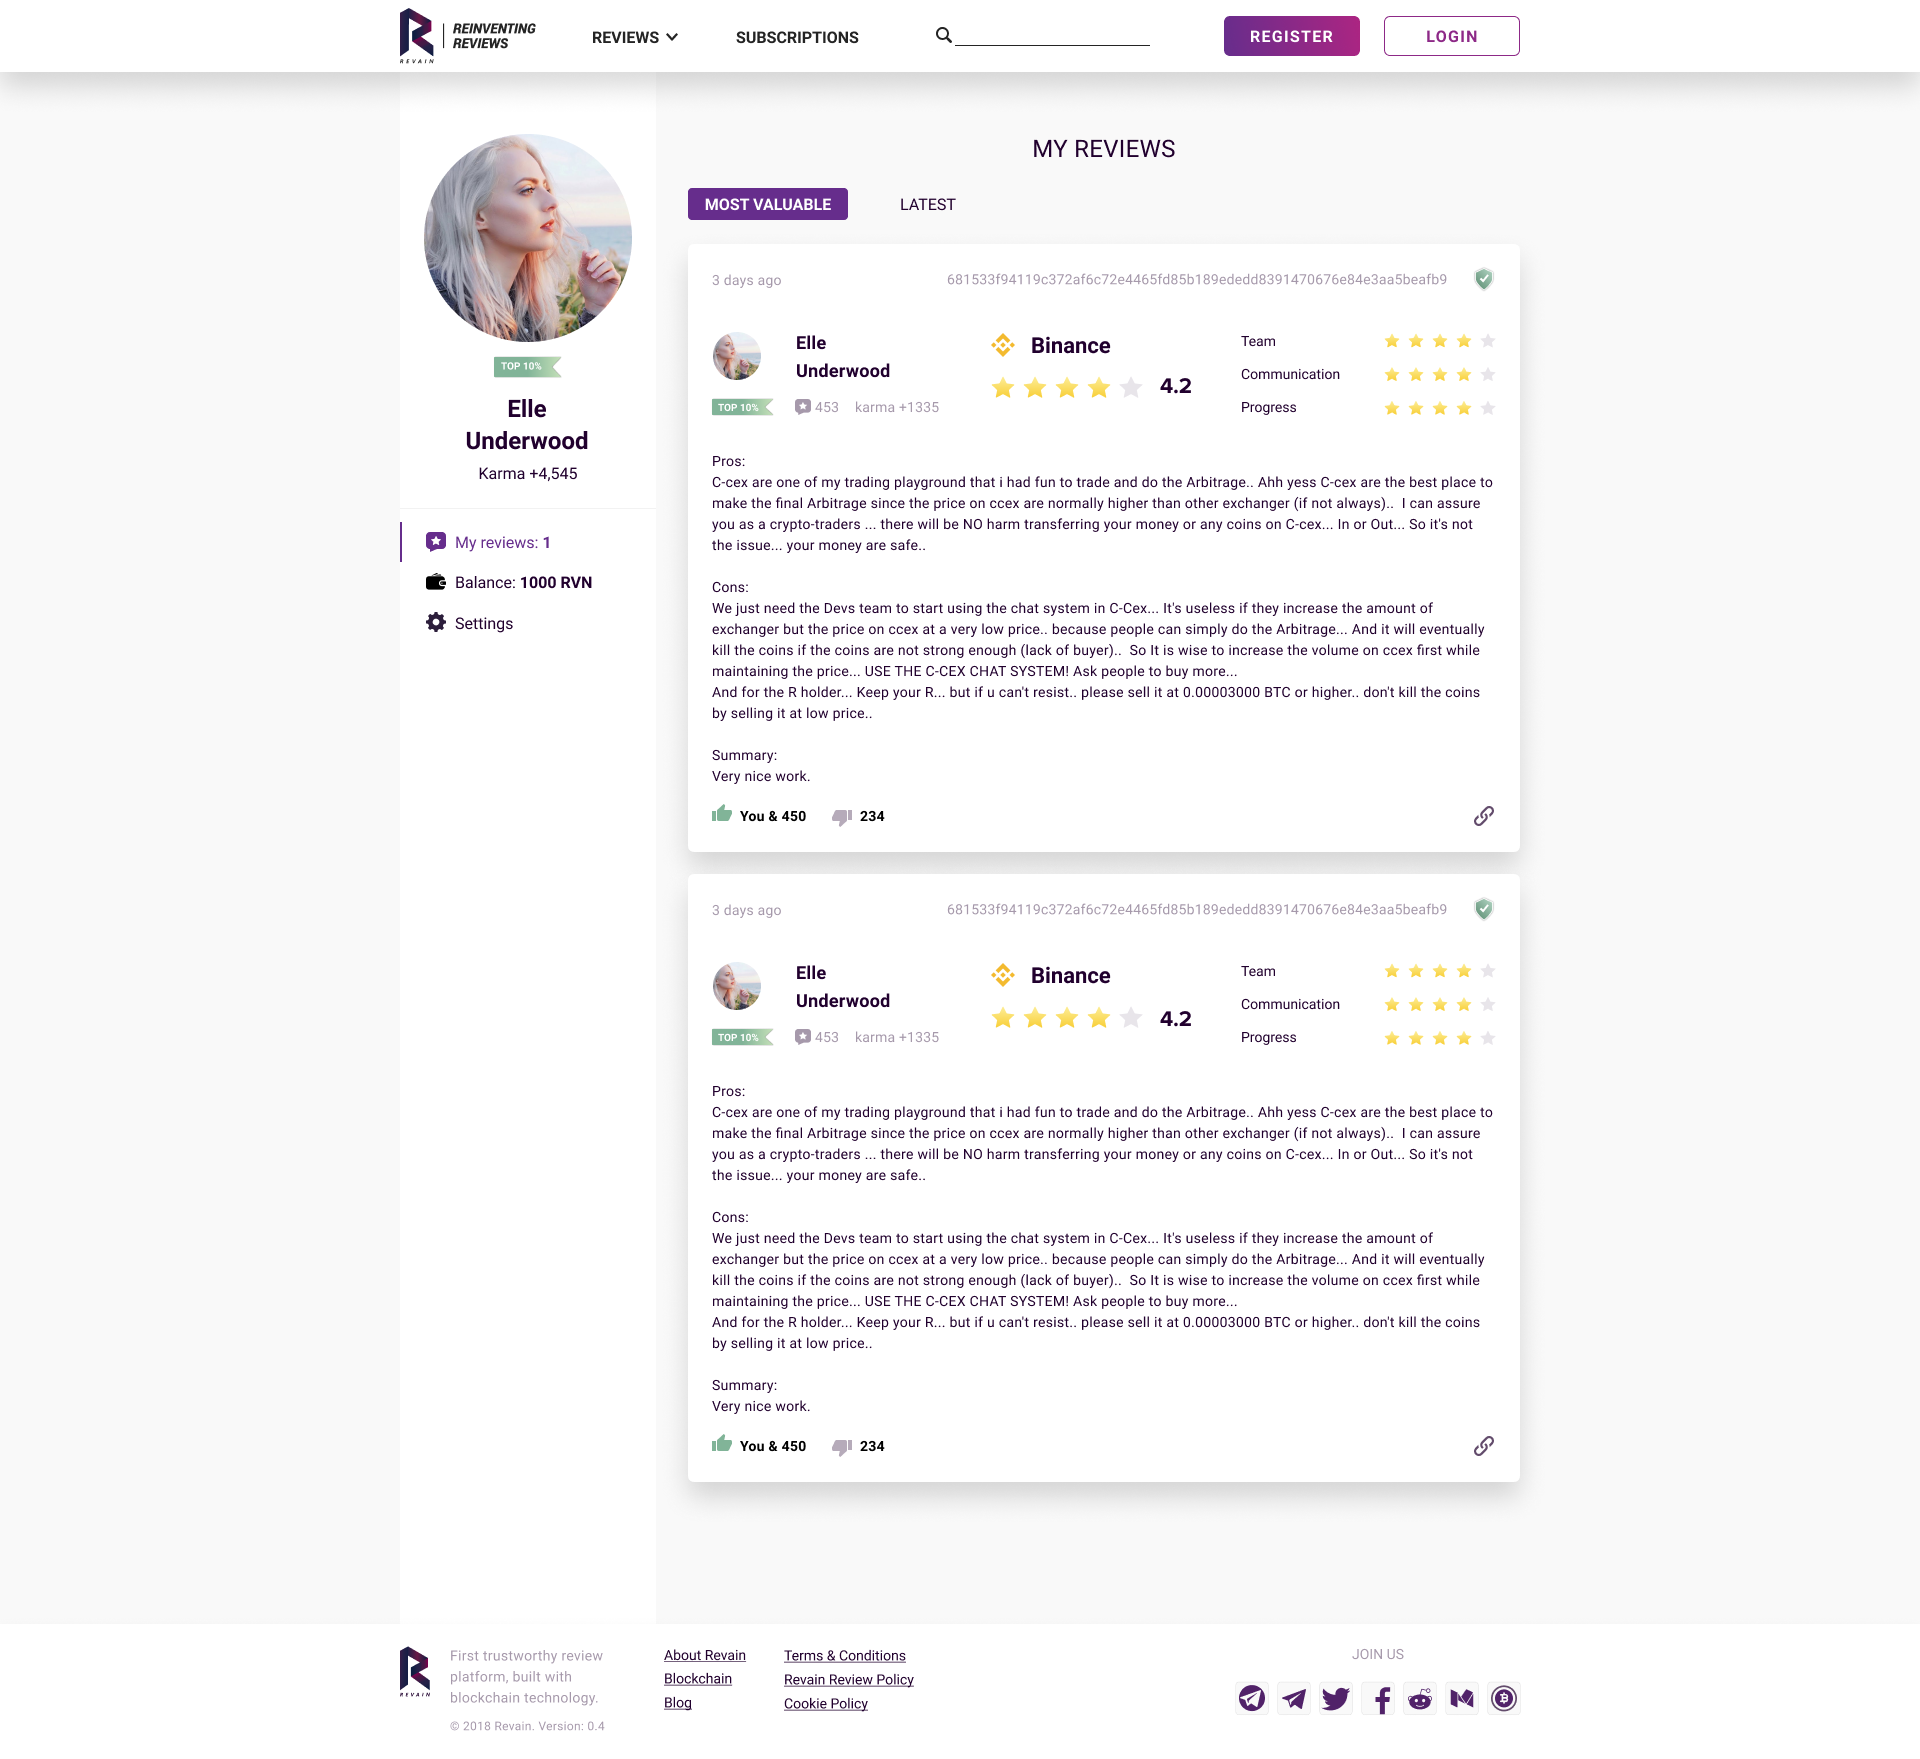 REVAIN
REINVENTING
REVIEWS
REVIEWS
SUBSCRIPTIONS
REGISTER
LOGIN
TOP 10%
Elle
Underwood
Karma +4,545
My reviews: 1
Balance: 1000 RVN
Settings
MY REVIEWS
MOST VALUABLE
LATEST
3 days ago
681533f94119c372af6c72e4465fd85b189ededd8391470676e84e3aa5beafb9
Elle
Underwood
TOP 10%
453
karma +1335
Binance
4.2
Team
Communication
Progress
Pros:
C-cex are one of my trading playground that i had fun to trade and do the Arbitrage.. Ahh yess C-cex are the best place to
make the final Arbitrage since the price on ccex are normally higher than other exchanger (if not always).. I can assure
you as a crypto-traders ... there will be NO harm transferring your money or any coins on C-cex... In or Out... So it's not
the issue... your money are safe..
Cons:
We just need the Devs team to start using the chat system in C-Cex... It's useless if they increase the amount of
exchanger but the price on ccex at a very low price.. because people can simply do the Arbitrage... And it will eventually
kill the coins if the coins are not strong enough (lack of buyer).. So It is wise to increase the volume on ccex first while
maintaining the price... USE THE C-CEX CHAT SYSTEM! Ask people to buy more...
And for the R holder... Keep your R... but if u can't resist.. please sell it at 0.00003000 BTC or higher.. don't kill the coins
by selling it at low price..
Summary:
Very nice work.
You & 450
234
3 days ago
681533f94119c372af6c72e4465fd85b189ededd8391470676e84e3aa5beafb9
Elle
Underwood
TOP 10%
453
karma +1335
Binance
4.2
Team
Communication
Progress
Pros:
C-cex are one of my trading playground that i had fun to trade and do the Arbitrage.. Ahh yess C-cex are the best place to
make the final Arbitrage since the price on ccex are normally higher than other exchanger (if not always).. I can assure
you as a crypto-traders ... there will be NO harm transferring your money or any coins on C-cex... In or Out... So it's not
the issue... your money are safe..
Cons:
We just need the Devs team to start using the chat system in C-Cex... It's useless if they increase the amount of
exchanger but the price on ccex at a very low price.. because people can simply do the Arbitrage... And it will eventually
kill the coins if the coins are not strong enough (lack of buyer).. So It is wise to increase the volume on ccex first while
maintaining the price... USE THE C-CEX CHAT SYSTEM! Ask people to buy more...
And for the R holder... Keep your R... but if u can't resist.. please sell it at 0.00003000 BTC or higher.. don't kill the coins
by selling it at low price..
Summary:
Very nice work.
You & 450
234
REVAIN
First trustworthy review
platform, built with
blockchain technology.
© 2018 Revain. Version: 0.4
About Revain
Blockchain
Blog
Terms & Conditions
Revain Review Policy
Cookie Policy
JOIN US